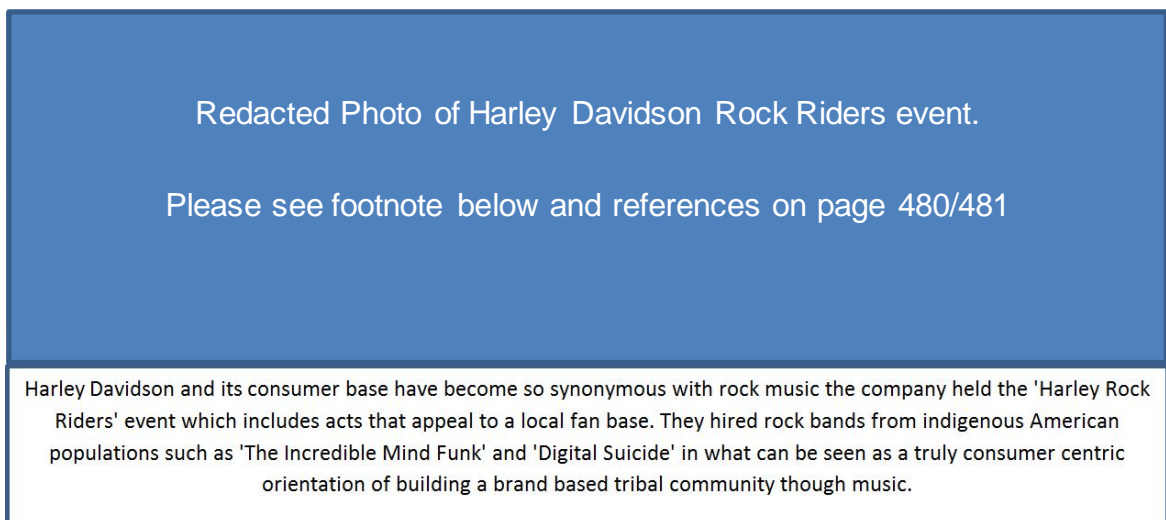 Redacted Photo of Harley Davidson Rock Riders event.
Please see footnote below and references on page 480/481
Harley Davidson and its consumer base have become so synonymous with rock music the company held the 'Harley Rock
Riders' event which includes acts that appeal to a local fan base. They hired rock bands from indigenous American
populations such as 'The Incredible Mind Funk' and 'Digital Suicide' in what can be seen as a truly consumer centric
orientation of building a brand based tribal community though music.